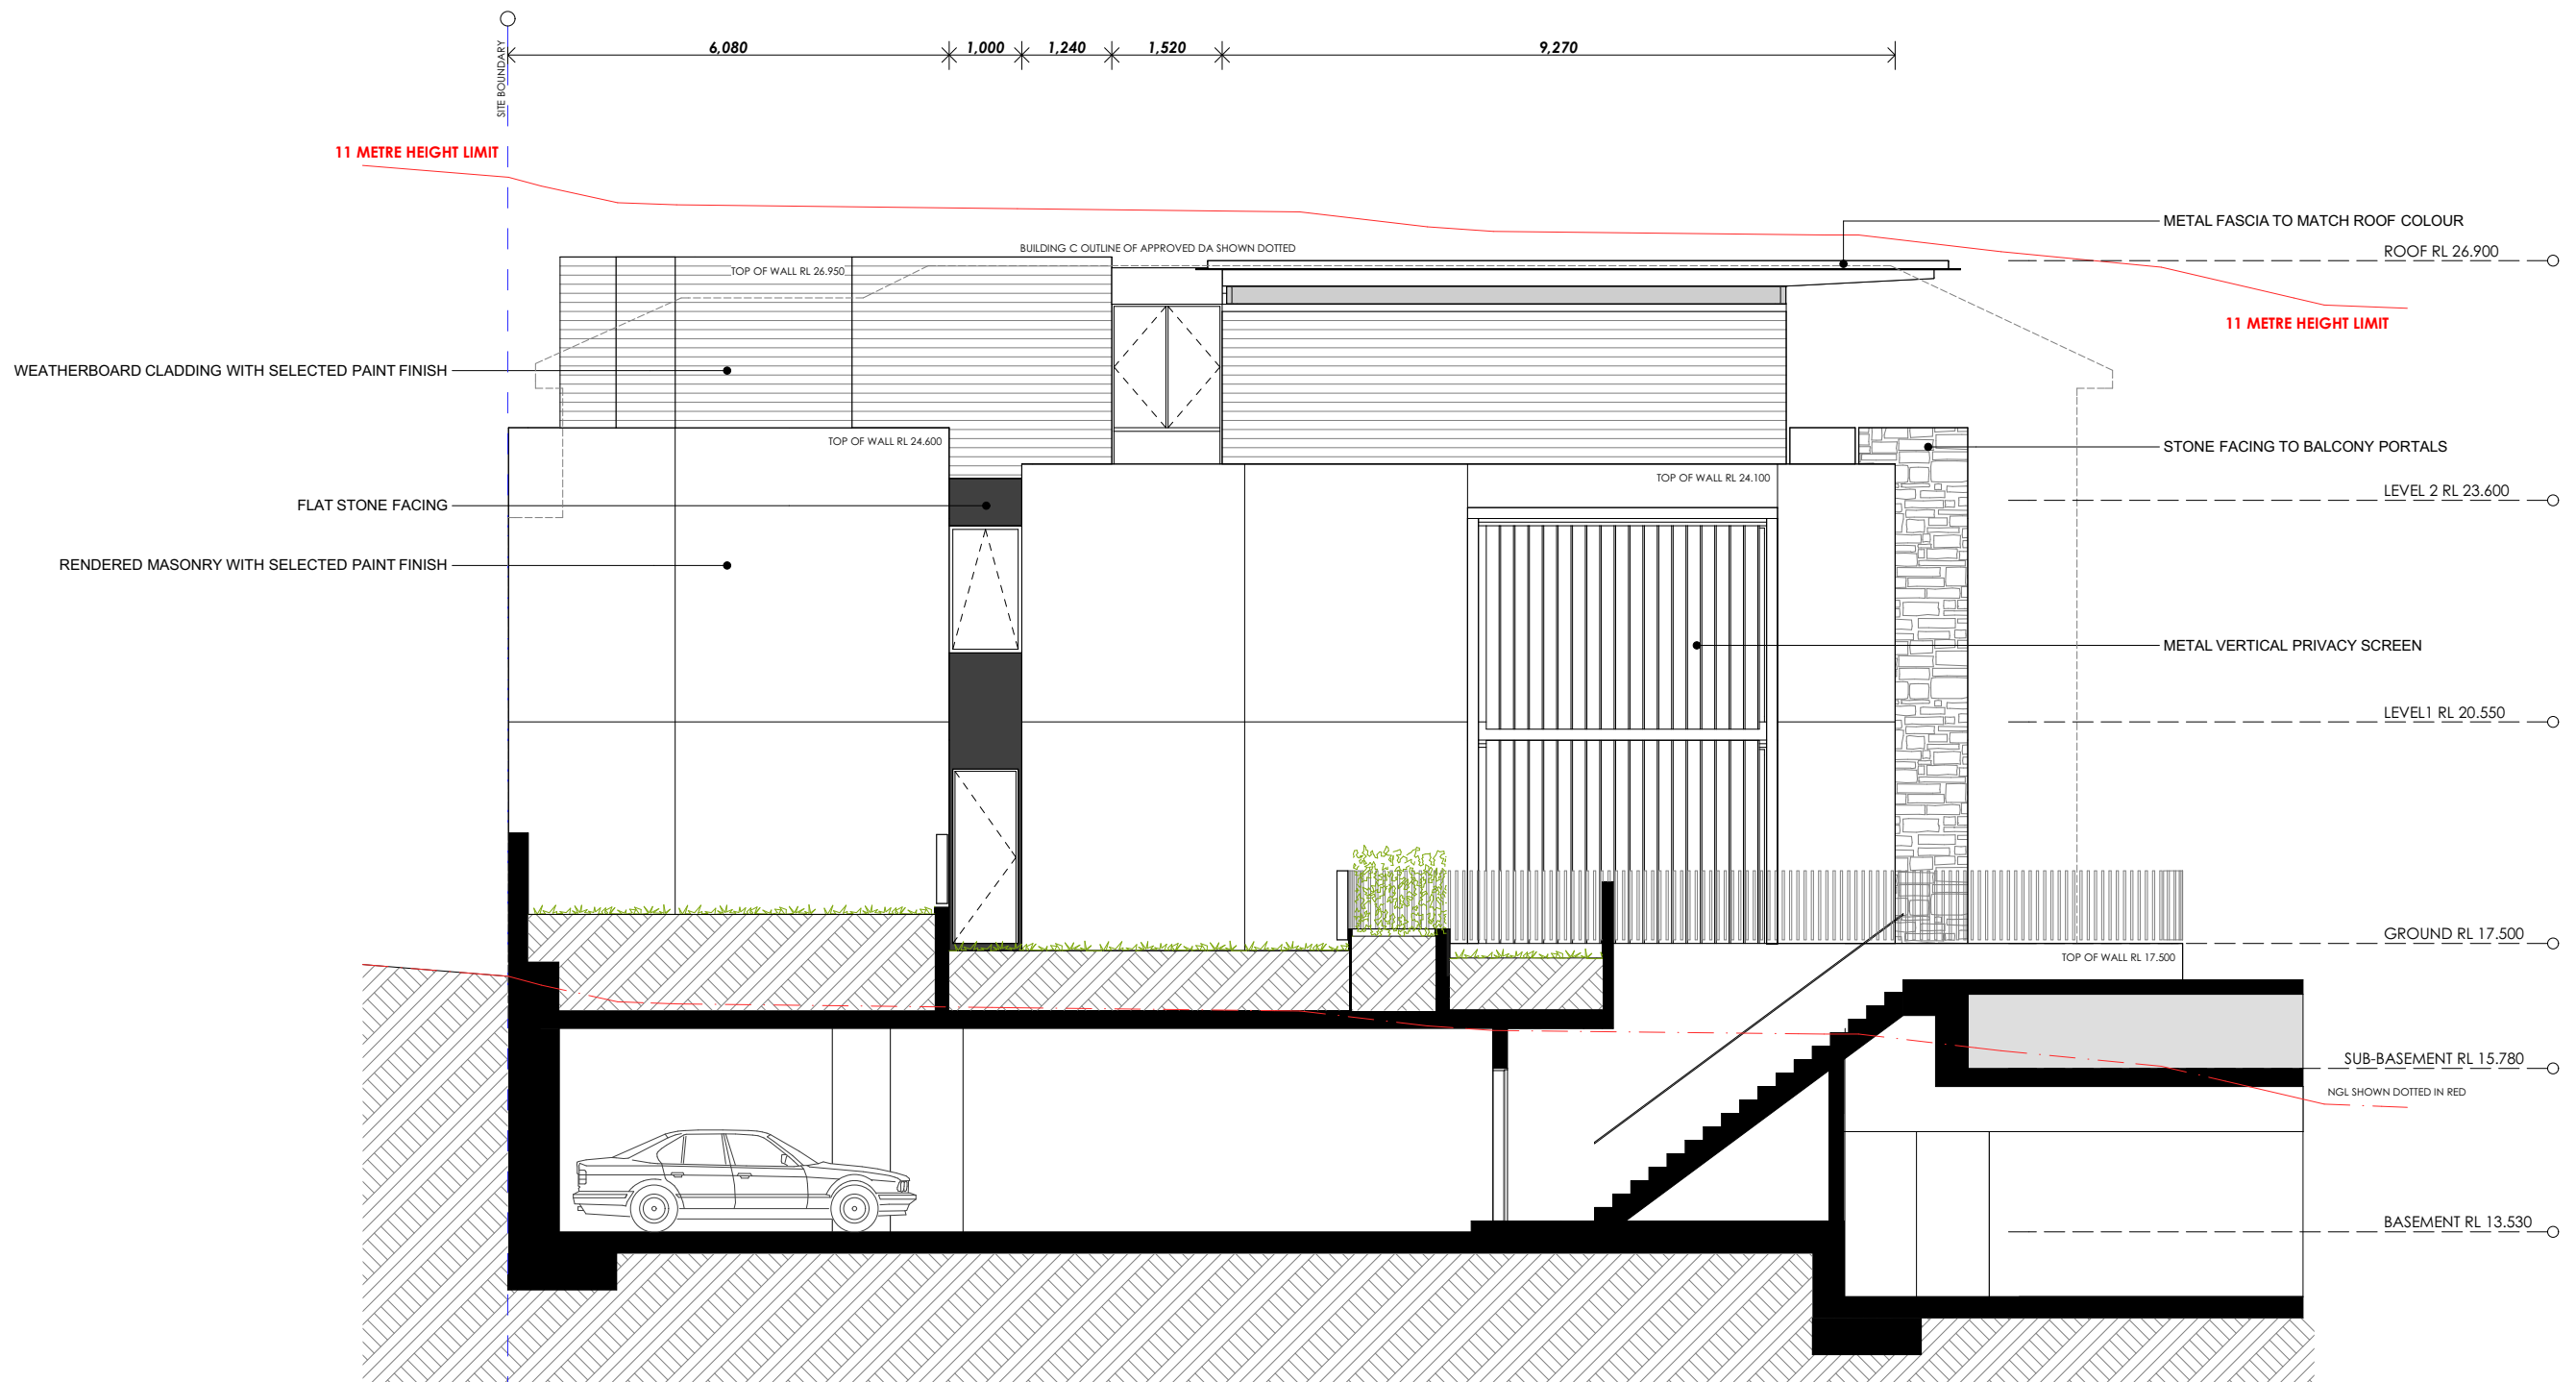 SITE BOUNDARY
6,080
1,000
1,240
1,520
9,270
11 METRE HEIGHT LIMIT
METAL FASCIA TO MATCH ROOF COLOUR
BUILDING C OUTLINE OF APPROVED DA SHOWN DOTTED
ROOF RL 26.900
TOP OF WALL RL 26.950
11 METRE HEIGHT LIMIT
WEATHERBOARD CLADDING WITH SELECTED PAINT FINISH
TOP OF WALL RL 24.600
STONE FACING TO BALCONY PORTALS
TOP OF WALL RL 24.100
LEVEL 2 RL 23.600
FLAT STONE FACING
RENDERED MASONRY WITH SELECTED PAINT FINISH
METAL VERTICAL PRIVACY SCREEN
LEVEL1 RL 20.550
GROUND RL 17.500
TOP OF WALL RL 17.500
SUB-BASEMENT RL 15.780
NGL SHOWN DOTTED IN RED
BASEMENT RL 13.530